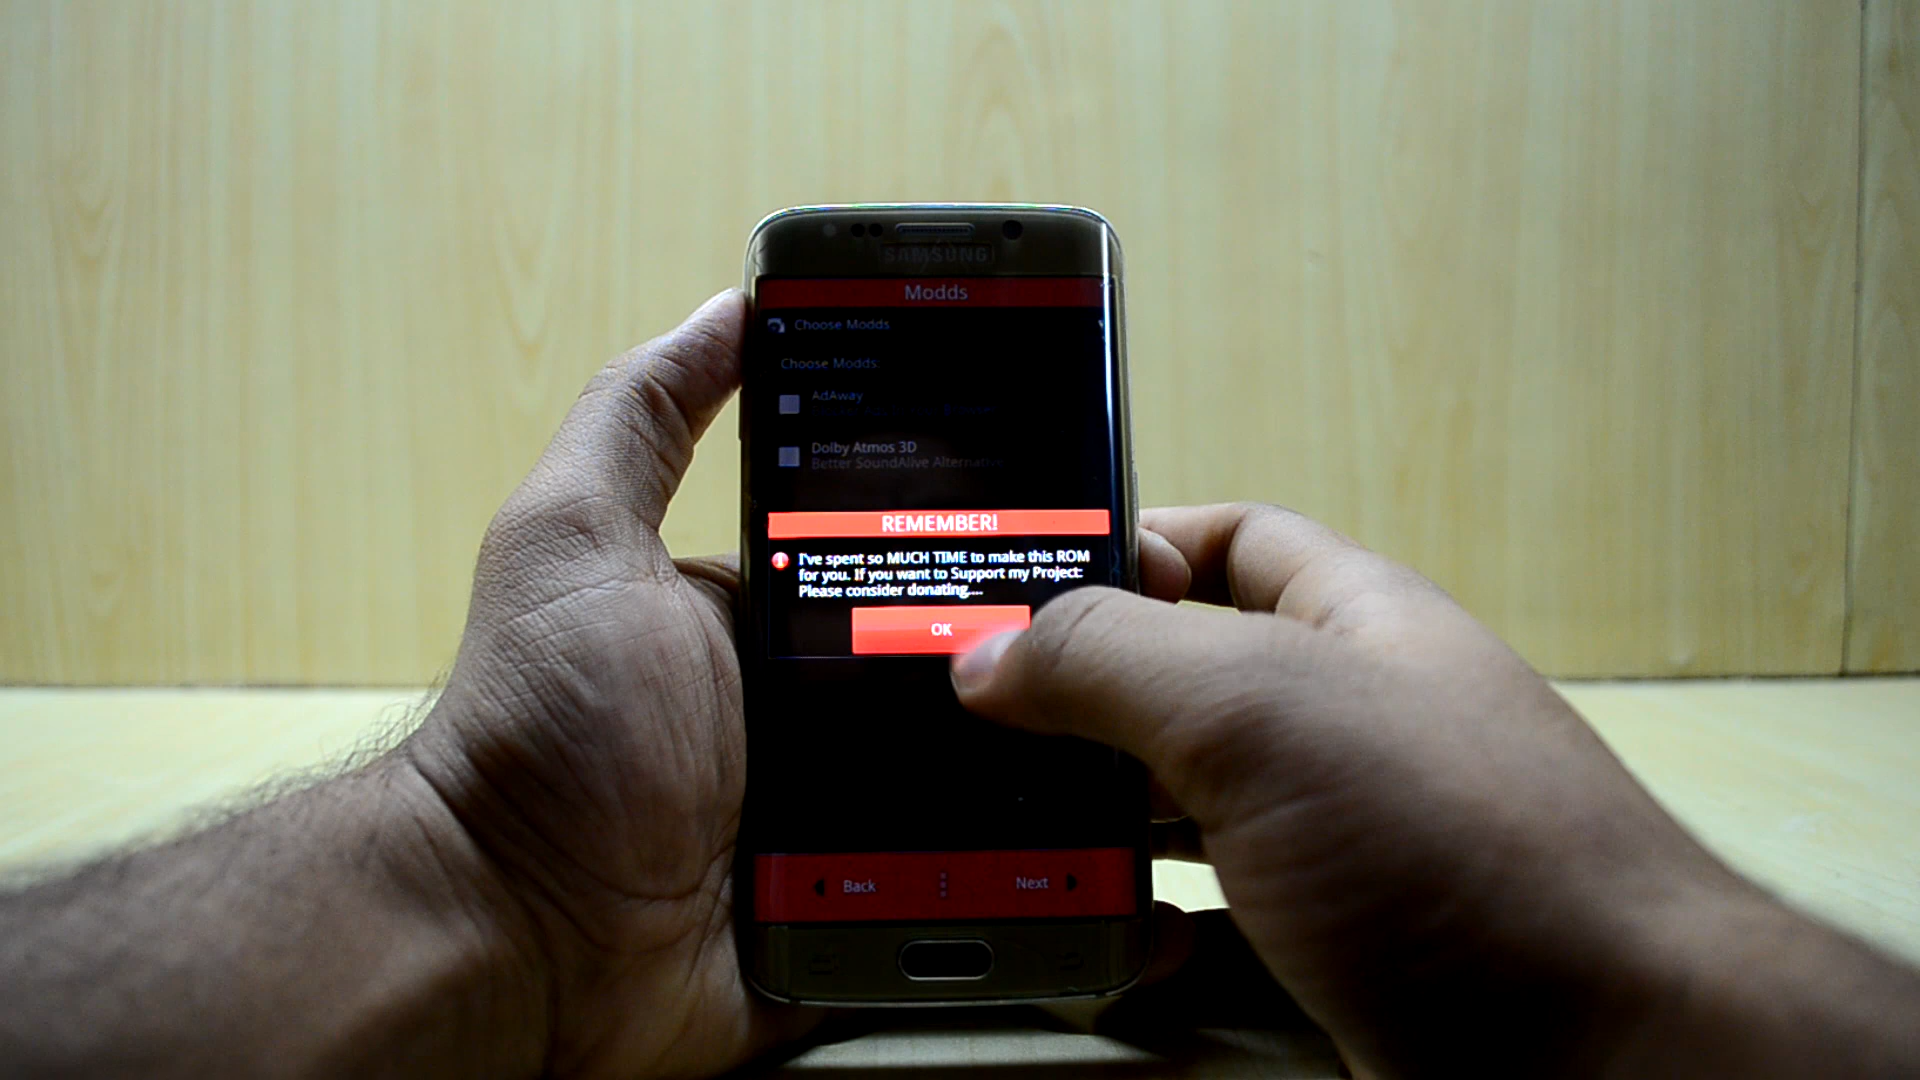 SAMSUNG
Modds
Choose Modds
Choose Modds:
AdAway
Dolby Atmos 3D
Better SoundAlive Alternative
REMEMBER!
I've spent so MUCH TIME to make this ROM
for you. If you want to Support my Project:
Please consider donating....
OK
Back
Next